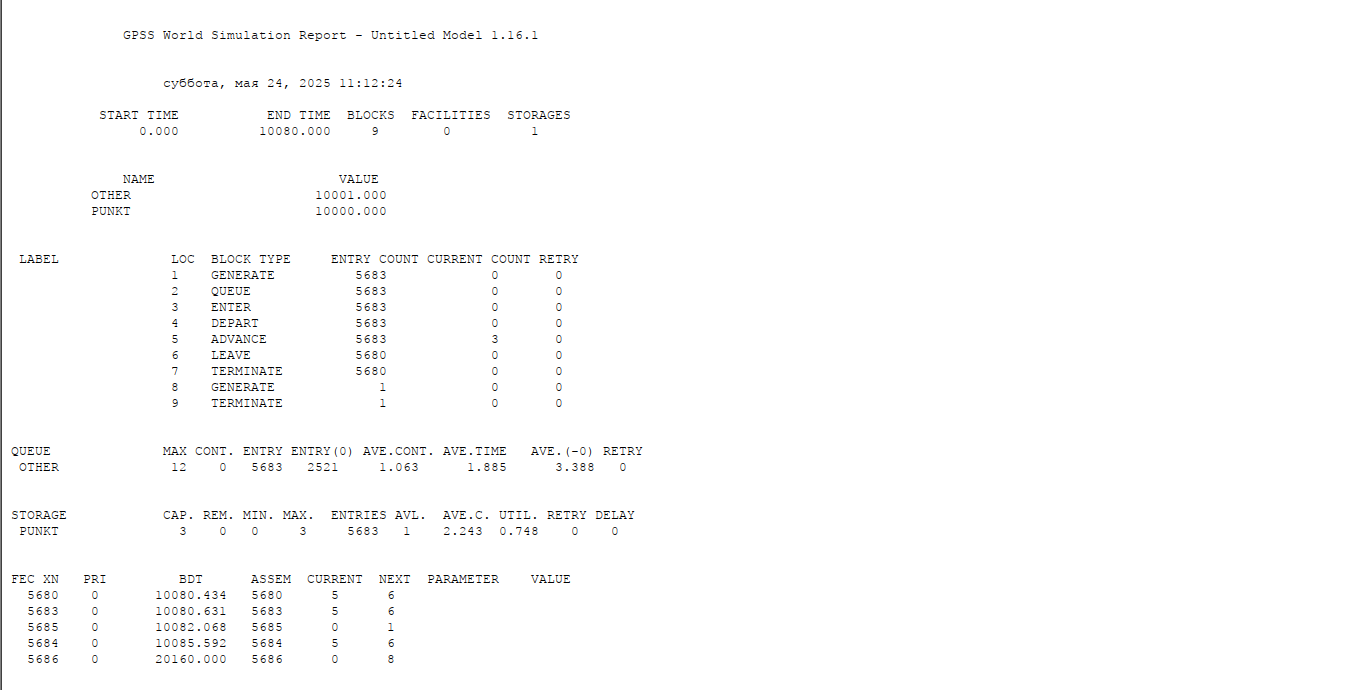 GPSS World Simulation Report - Untitled Model 1.16.1
суббота, мая 24, 2025 11:12:24
START TIME END TIME BLOCKS FACILITIES STORAGES
0.000 10080.000 9 0 1
NAME VALUE
OTHER 10001.000
PUNKT 10000.000
LABEL LOC BLOCK TYPE ENTRY COUNT CURRENT COUNT RETRY
1 GENERATE 5683 0 0
2 QUEUE 5683 0 0
3 ENTER 5683 0 0
4 DEPART 5683 0 0
5 ADVANCE 5683 3 0
6 LEAVE 5680 0 0
7 TERMINATE 5680 0 0
8 GENERATE 1 0 0
9 TERMINATE 1 0 0
QUEUE MAX CONT. ENTRY ENTRY(0) AVE.CONT. AVE.TIME AVE.(-0) RETRY
OTHER 12 0 5683 2521 1.063 1.885 3.388 0
STORAGE CAP. REM. MIN. MAX. ENTRIES AVL. AVE.C. UTIL. RETRY DELAY
PUNKT 3 0 0 3 5683 1 2.243 0.748 0 0
FEC XN PRI BDT ASSEM CURRENT NEXT PARAMETER VALUE
5680 0 10080.434 5680 5 6
5683 0 10080.631 5683 5 6
5685 0 10082.068 5685 0 1
5684 0 10085.592 5684 5 6
5686 0 20160.000 5686 0 8